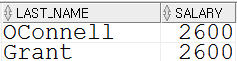 LAST_NAME SALARY
OConnell 2600
Grant 2600